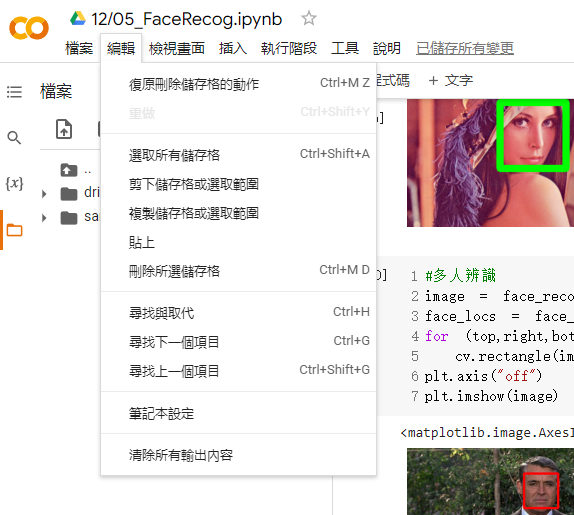 12/05_FaceRecog.ipynb
檔案 編輯 檢視畫面 插入 執行階段 工具 說明 已儲存所有變更
檔案
程式碼 + 文字
復原刪除儲存格的動作 Ctrl+M Z
重做 Ctrl+Shift+Y
選取所有儲存格 Ctrl+Shift+A
剪下儲存格或選取範圍
複製儲存格或選取範圍
貼上
刪除所選儲存格 Ctrl+M D
尋找與取代 Ctrl+H
尋找下一個項目 Ctrl+G
尋找上一個項目 Ctrl+Shift+G
筆記本設定
清除所有輸出內容
{x}
..
dri
sa
]
0]
1 #多人辨識
2 image = face_reco
3 face_locs = face_
4 for (top,right,bot
5 cv.rectangle(im
6 plt.axis("off")
7 plt.imshow(image)
<matplotlib.image.AxesI